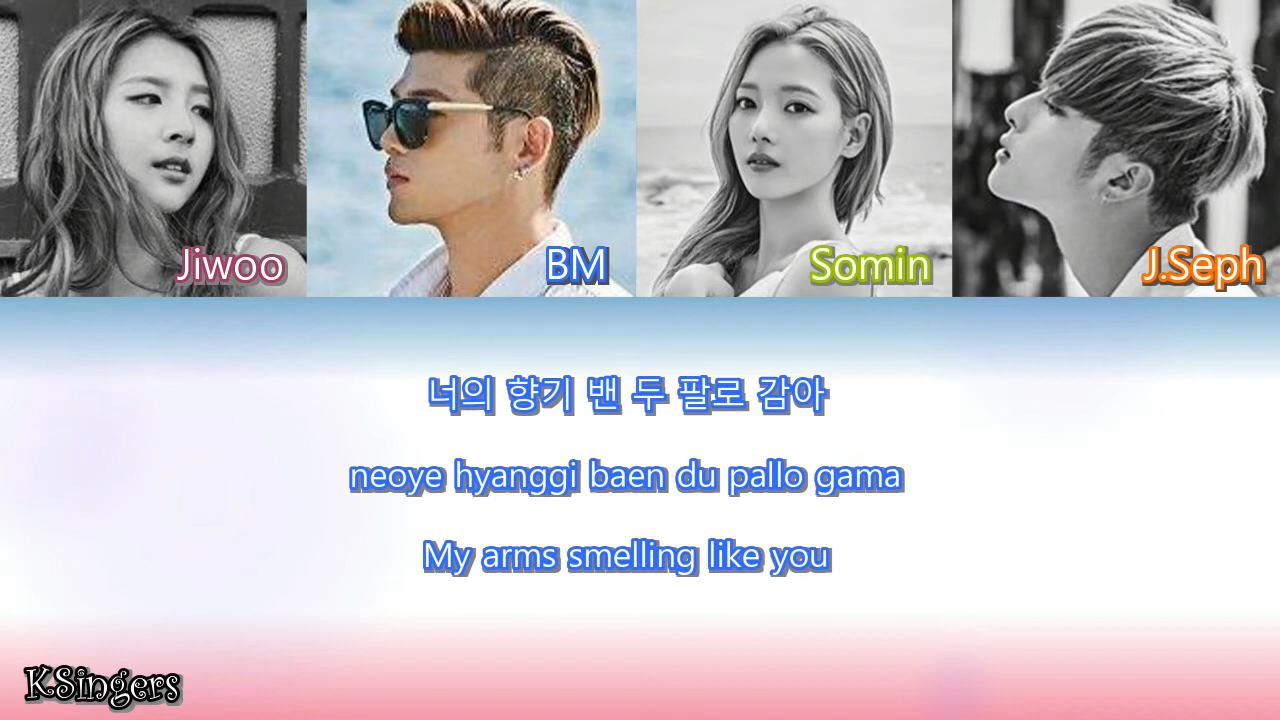 Jiwoo
BM
Somin
J.Seph
너의 향기 밴 두 팔로 감아
neoye hyanggi baen du pallo gama
My arms smelling like you
KSingers